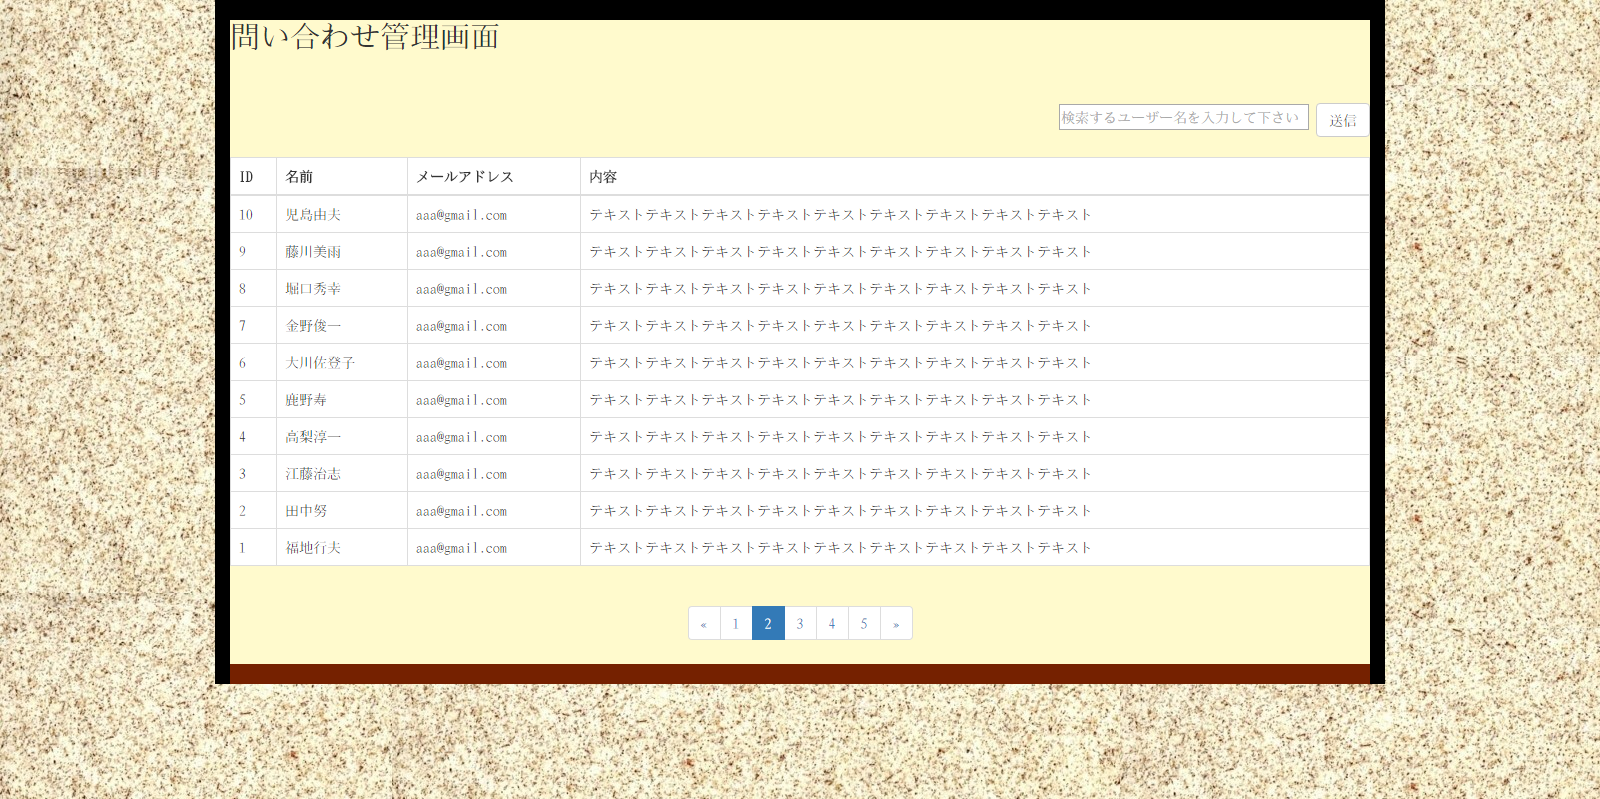 問い合わせ管理画面
検索するユーザー名を入力して下さい 送信
ID 名前 メールアドレス 内容
10 児島由夫 aaa@gmail.com テキストテキストテキストテキストテキストテキストテキストテキストテキスト
9 藤川美雨 aaa@gmail.com テキストテキストテキストテキストテキストテキストテキストテキストテキスト
8 堀口秀幸 aaa@gmail.com テキストテキストテキストテキストテキストテキストテキストテキストテキスト
7 金野俊一 aaa@gmail.com テキストテキストテキストテキストテキストテキストテキストテキストテキスト
6 大川佐登子 aaa@gmail.com テキストテキストテキストテキストテキストテキストテキストテキストテキスト
5 鹿野寿 aaa@gmail.com テキストテキストテキストテキストテキストテキストテキストテキストテキスト
4 高梨淳一 aaa@gmail.com テキストテキストテキストテキストテキストテキストテキストテキストテキスト
3 江藤治志 aaa@gmail.com テキストテキストテキストテキストテキストテキストテキストテキストテキスト
2 田中努 aaa@gmail.com テキストテキストテキストテキストテキストテキストテキストテキストテキスト
1 福地行夫 aaa@gmail.com テキストテキストテキストテキストテキストテキストテキストテキストテキスト
« 1 2 3 4 5 »